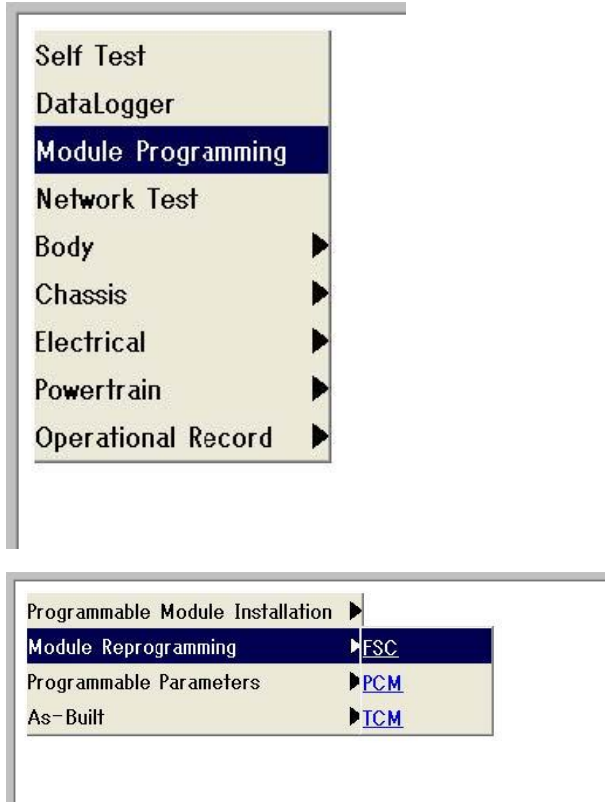 Self Test
DataLogger
Module Programming
Network Test
Body
Chassis
Electrical
Powertrain
Operational Record
Programmable Module Installation
Module Reprogramming FSC
Programmable Parameters PCM
As-Built TCM